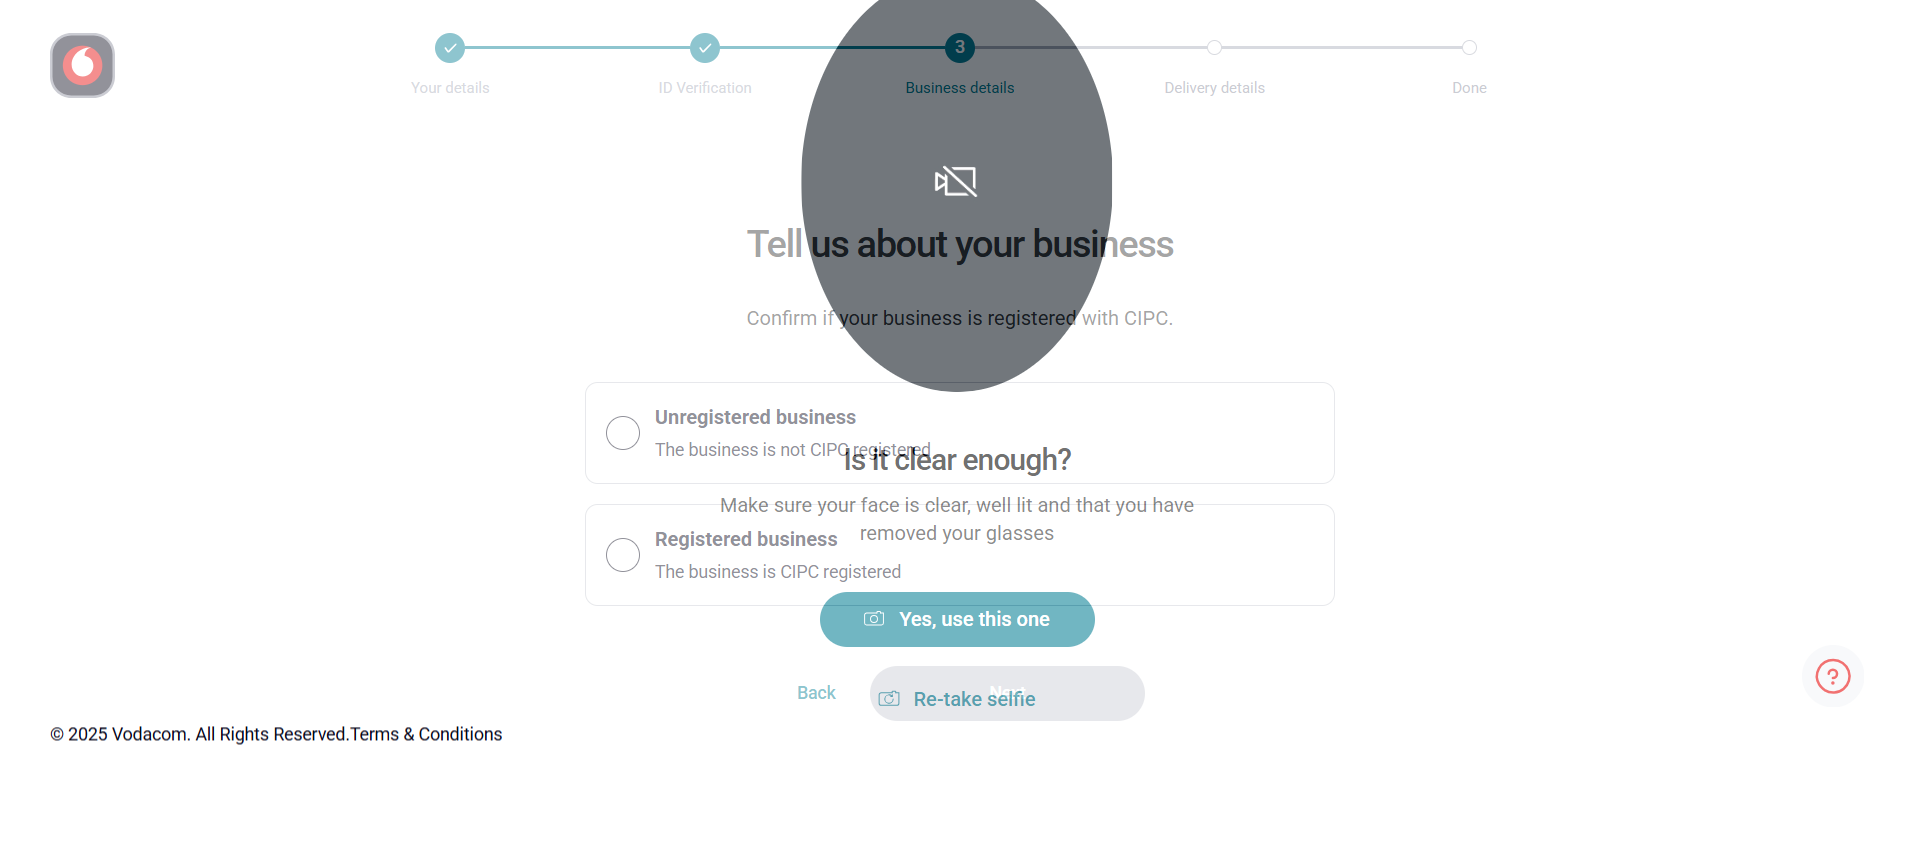 3
Your details
ID Verification
Business details
Delivery details
Done
Tell us about your business
Confirm if your business is registered with CIPC.
Unregistered business
The business is not CIPC registered
Is it clear enough?
Make sure your face is clear, well lit and that you have
removed your glasses
Registered business
The business is CIPC registered
Yes, use this one
Back
Next
Re-take selfie
© 2025 Vodacom. All Rights Reserved.Terms & Conditions